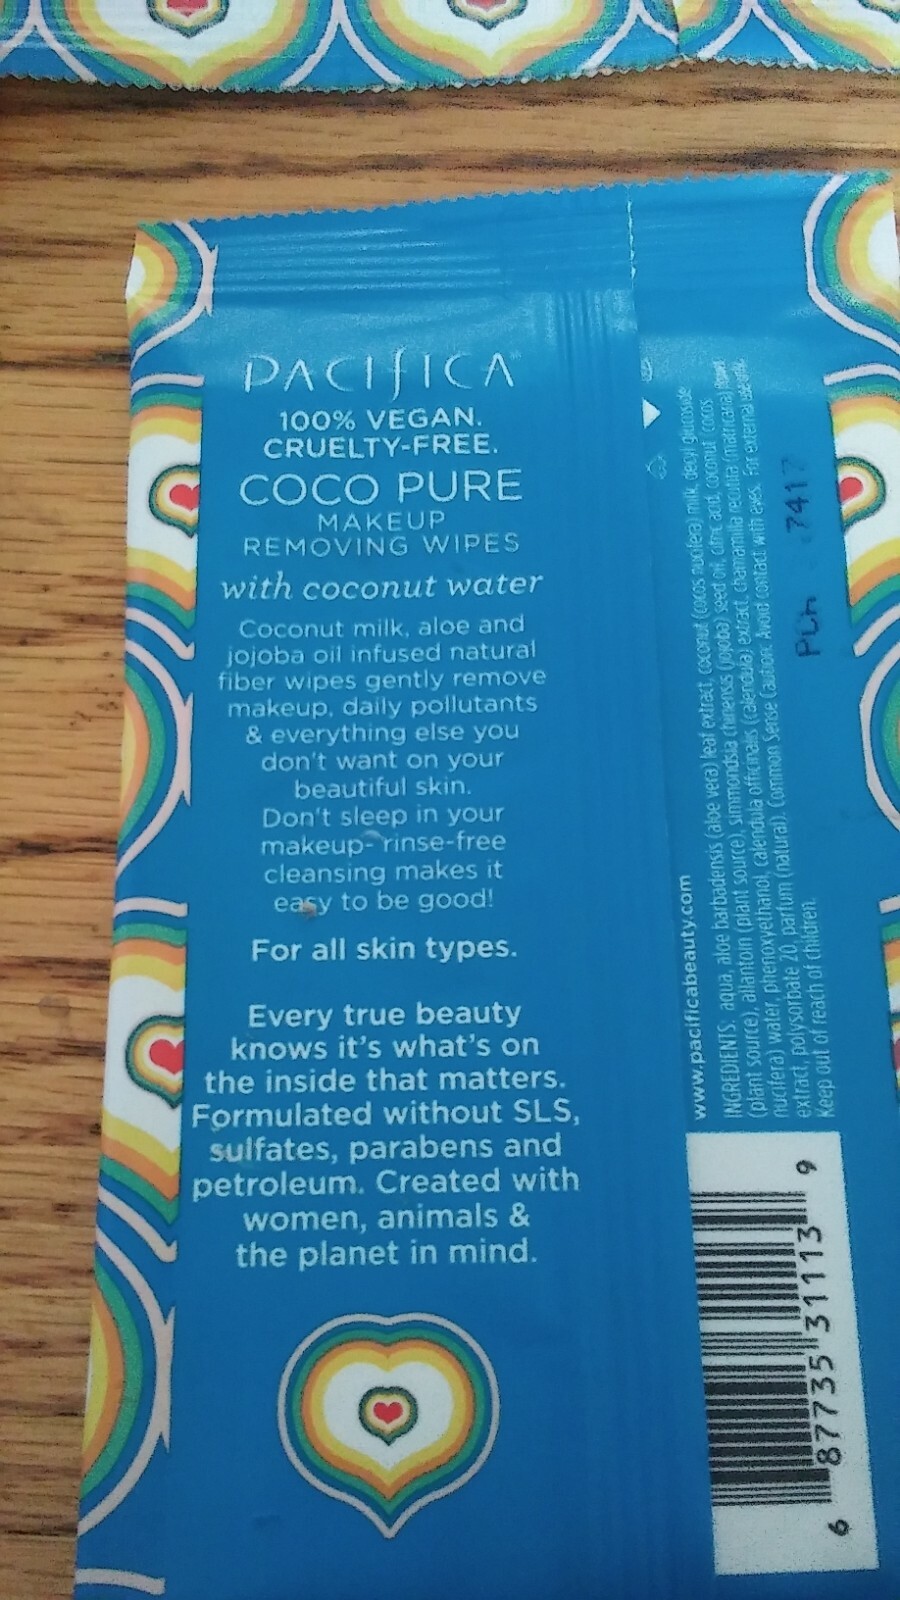 PACIFICA
100% VEGAN.
CRUELTY-FREE.
COCO PURE
MAKEUP
REMOVING WIPES
with coconut water
Coconut milk, aloe and
jojoba oil infused natural
fiber wipes gently remove
makeup, daily pollutants
& everything else you
don't want on your
beautiful skin.
Don't sleep in your
makeup- rinse-free
cleansing makes it
easy to be good!
For all skin types.
Every true beauty
knows it's what's on
the inside that matters.
Formulated without SLS,
sulfates, parabens and
petroleum. Created with
women, animals &
the planet in mind.
www.pacificabeauty.com
INGREDIENTS: aqua, aloe barbadensis (aloe vera) leaf extract, coconut (cocos nucifera) milk, decyl glucoside
(plant source), allantoin (plant source), simmondsia chinensis (jojoba) seed oil, citric acid, coconut (cocos
nucifera) water, phenoxyethanol, calendula officinalis (calendula) extract, chamomilla recutita (matricaria) flower
extract, polysorbate 20, parfum (natural). Common Sense Caution: Avoid contact with eyes. For external use only.
Keep out of reach of children.
7417
6 87735 31113 9